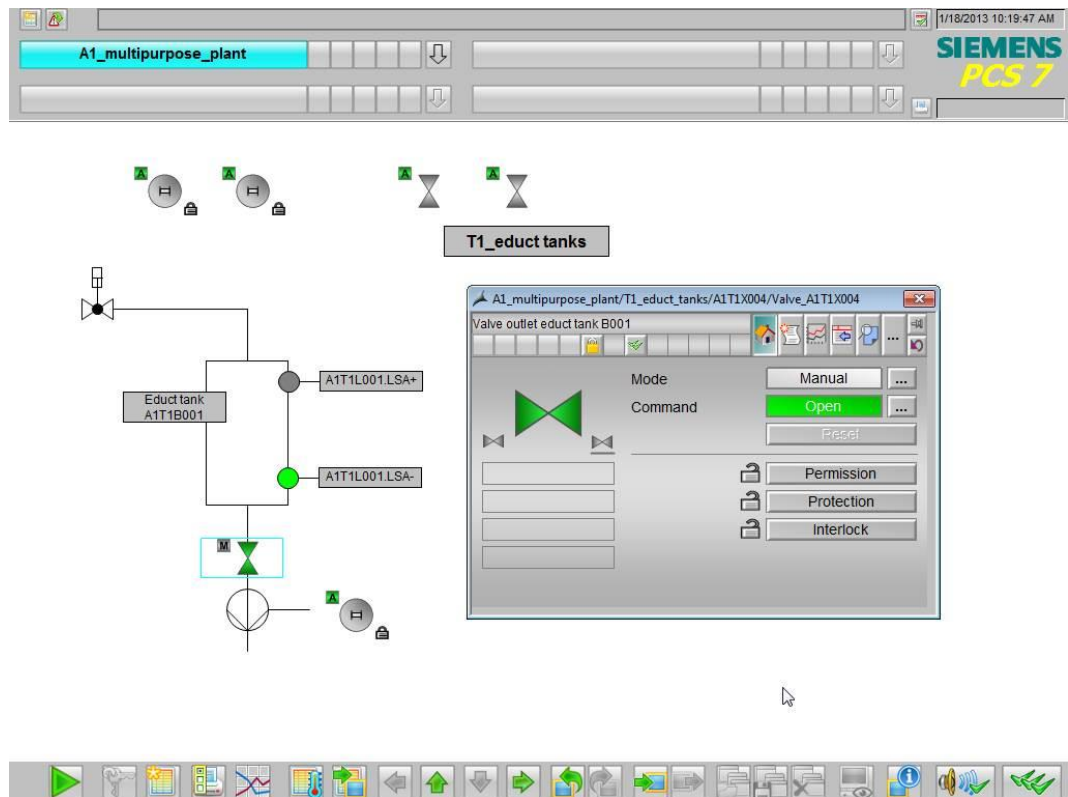 1/18/2013 10:19:47 AM
A1_multipurpose_plant
SIEMENS
PCS 7
A
A
A
A
T1_educt tanks
A1_multipurpose_plant/T1_educt_tanks/A1T1X004/Valve_A1T1X004
Valve outlet educt tank B001
...
Mode
Manual
...
Command
Open
...
Reset
Permission
Protection
Interlock
A1T1L001.LSA+
Educt tank
A1T1B001
A1T1L001.LSA-
M
A